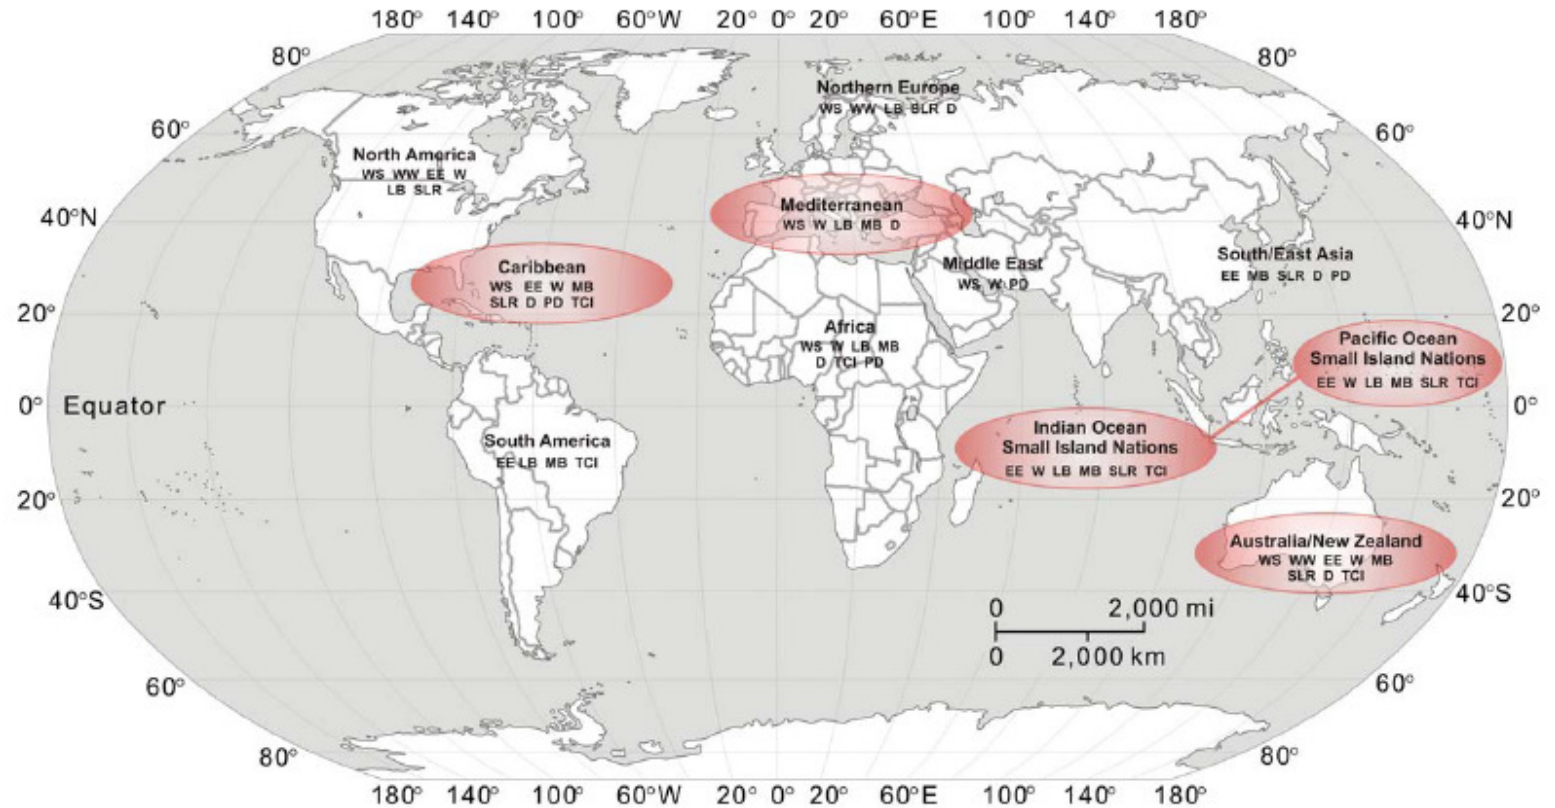 180° 140° 100° 60°W 20° 0° 20° 60°E 100° 140° 180°
80° 80°
Northern Europe
WS WW LB SLR D
60° 60°
North America
WS WW EE W
LB SLR
Mediterranean
WS W LB MB D
40°N 40°N
South/East Asia
EE MB SLR D PD
Middle East
WS W PD
Caribbean
WS EE W MB
SLR D PD TCI
20° 20°
Africa
WS W LB MB
D TCI PD
Pacific Ocean
Small Island Nations
EE W LB MB SLR TCI
0° Equator 0°
Indian Ocean
Small Island Nations
EE W LB MB SLR TCI
South America
EE LB MB TCI
20° 20°
Australia/New Zealand
WS WW EE W MB
SLR D TCI
40°S 40°S
0 2,000 mi
0 2,000 km
60° 60°
80° 80°
180° 140° 100° 60°W 20° 0° 20° 60°E 100° 140° 180°